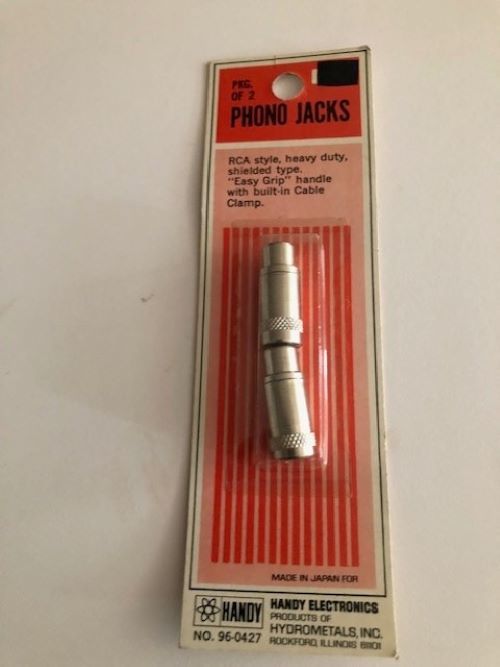 PKG.
OF 2
PHONO JACKS
RCA style, heavy duty,
shielded type.
"Easy Grip" handle
with built-in Cable
Clamp.
MADE IN JAPAN FOR
HANDY
NO. 96-0427
HANDY ELECTRONICS
PRODUCTS OF
HYDROMETALS, INC.
ROCKFORD, ILLINOIS 61101